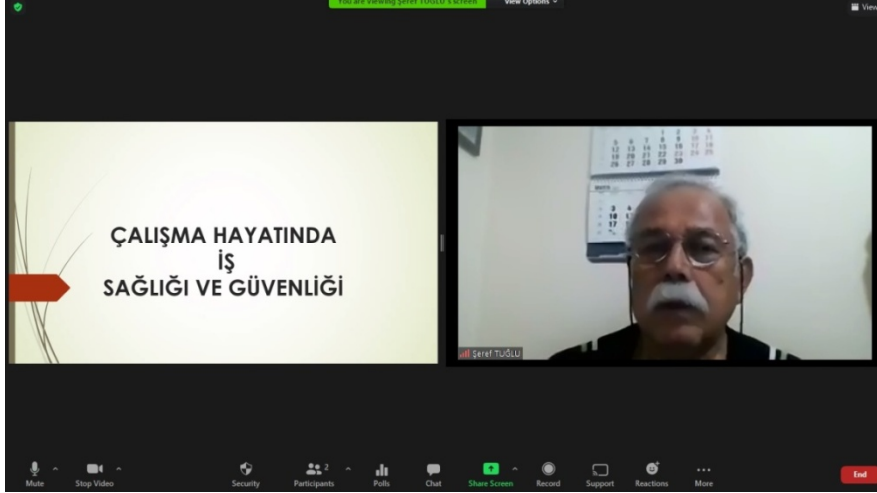 You are viewing Şeref TUĞLU's screen
View Options
View
ÇALIŞMA HAYATINDA
İŞ
SAĞLIĞI VE GÜVENLİĞİ
Şeref TUĞLU
Mute
Stop Video
Security
Participants
2
Polls
Chat
Share Screen
Record
Support
Reactions
More
End